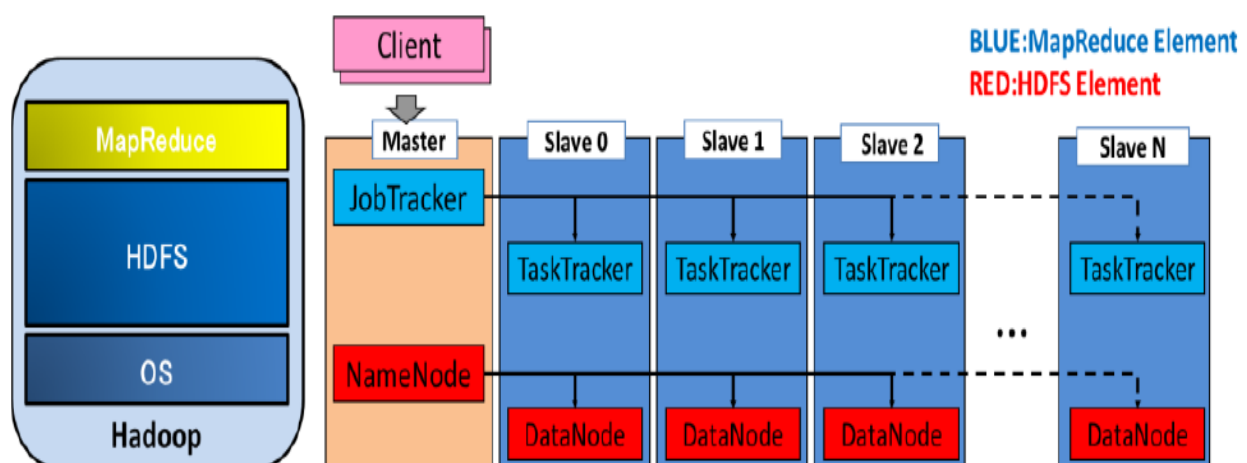 MapReduce
HDFS
OS
Hadoop
Client
BLUE:MapReduce Element
RED:HDFS Element
Master
Slave 0
Slave 1
Slave 2
Slave N
JobTracker
TaskTracker
TaskTracker
TaskTracker
TaskTracker
...
NameNode
DataNode
DataNode
DataNode
DataNode